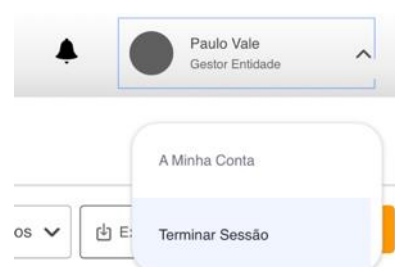 Paulo Vale
Gestor Entidade
A Minha Conta
os
E
Terminar Sessão